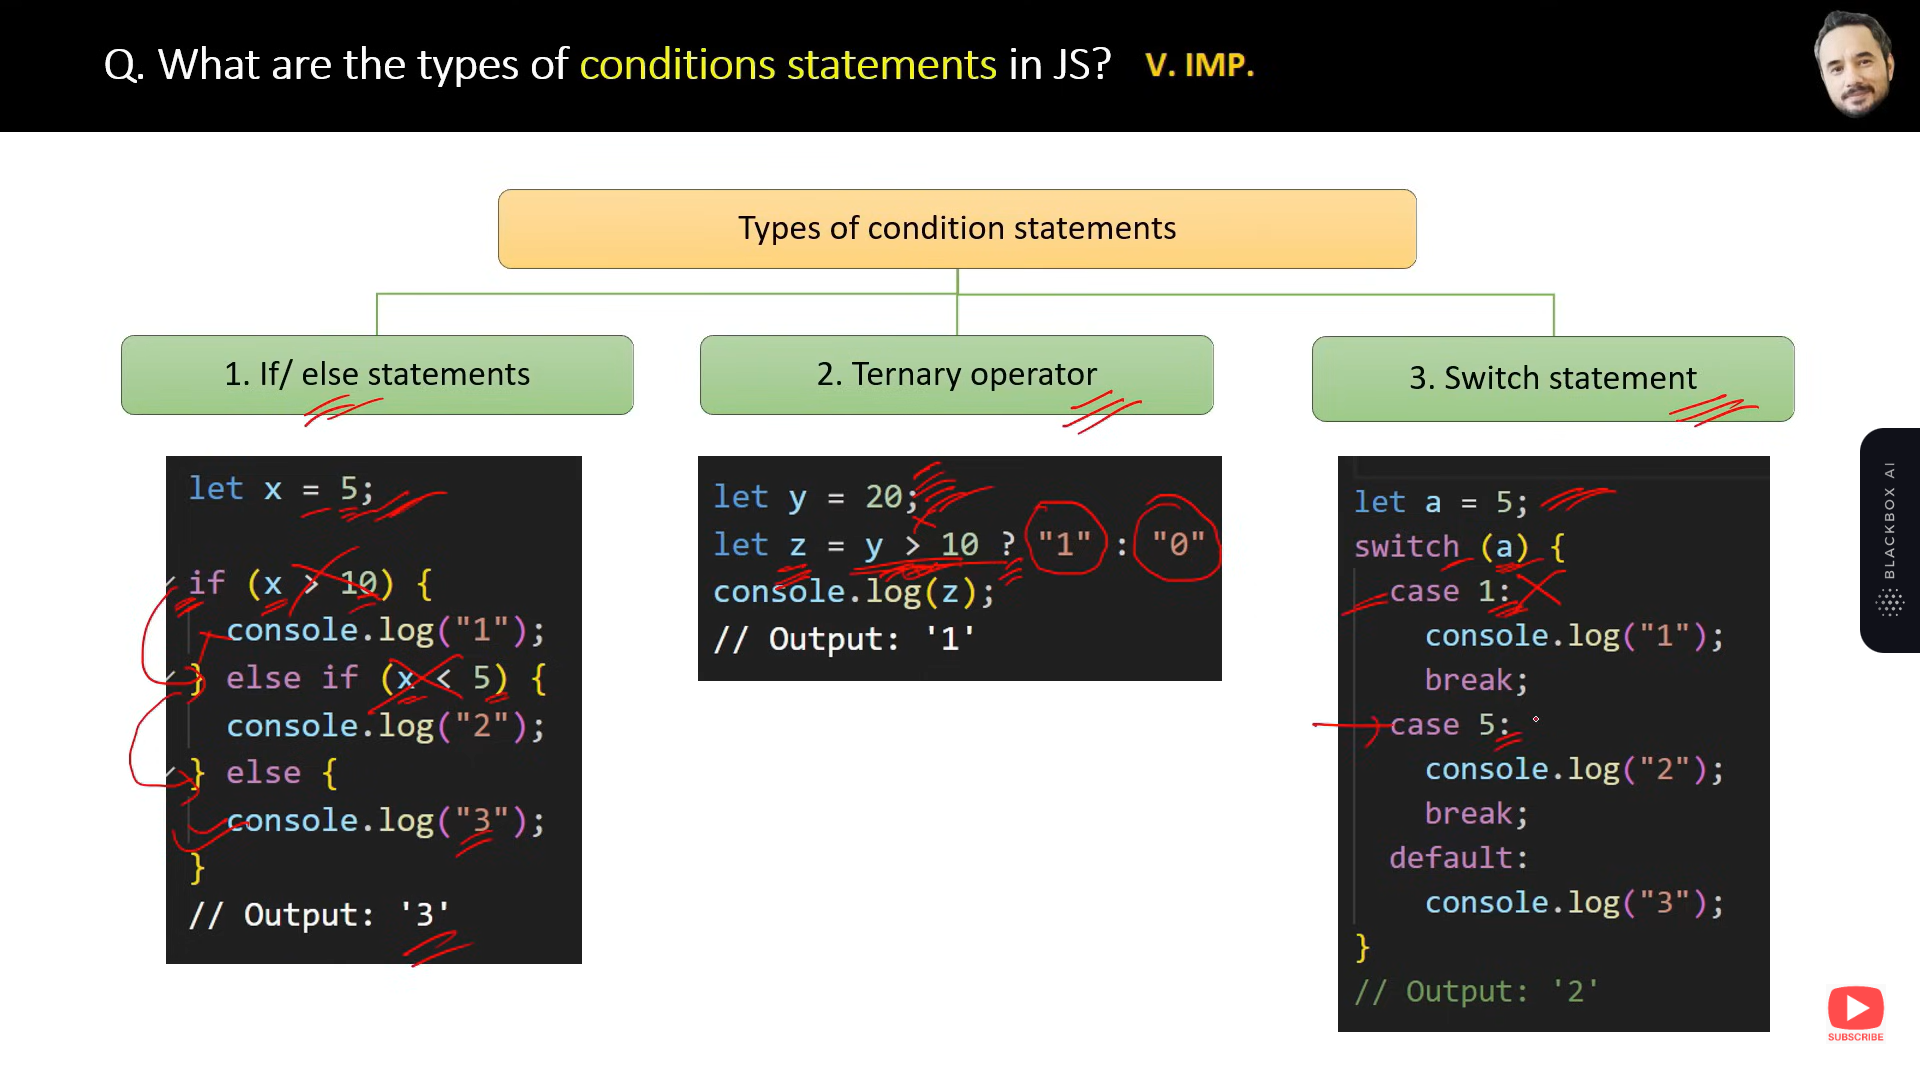 Q. What are the types of conditions statements in JS? V. IMP.
Types of condition statements
1. If/ else statements
2. Ternary operator
3. Switch statement
let x = 5;
if (x > 10) {
console.log("1");
} else if (x < 5) {
console.log("2");
} else {
console.log("3");
}
// Output: '3'
let y = 20;
let z = y > 10 ? "1" : "0"
console.log(z);
// Output: '1'
let a = 5;
switch (a) {
case 1:
console.log("1");
break;
case 5:
console.log("2");
break;
default:
console.log("3");
}
// Output: '2'
BLACKBOX AI
SUBSCRIBE